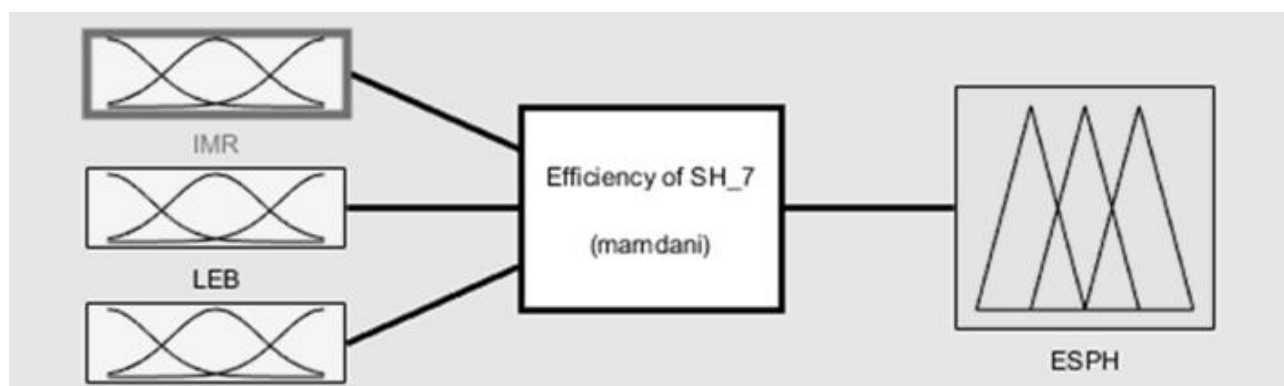 IMR
LEB
Efficiency of SH_7
(mamdani)
ESPH